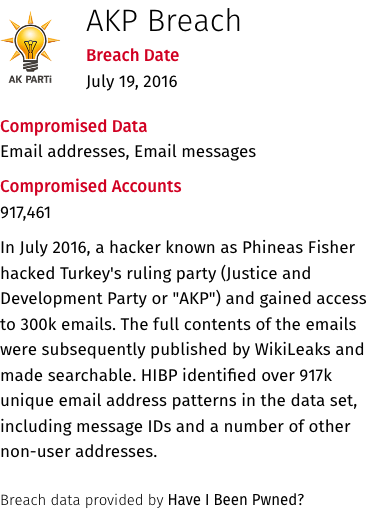 AKP Breach
Breach Date
July 19, 2016
AK PARTi
Compromised Data
Email addresses, Email messages
Compromised Accounts
917,461
In July 2016, a hacker known as Phineas Fisher
hacked Turkey's ruling party (Justice and
Development Party or "AKP") and gained access
to 300k emails. The full contents of the emails
were subsequently published by WikiLeaks and
made searchable. HIBP identified over 917k
unique email address patterns in the data set,
including message IDs and a number of other
non-user addresses.
Breach data provided by Have I Been Pwned?